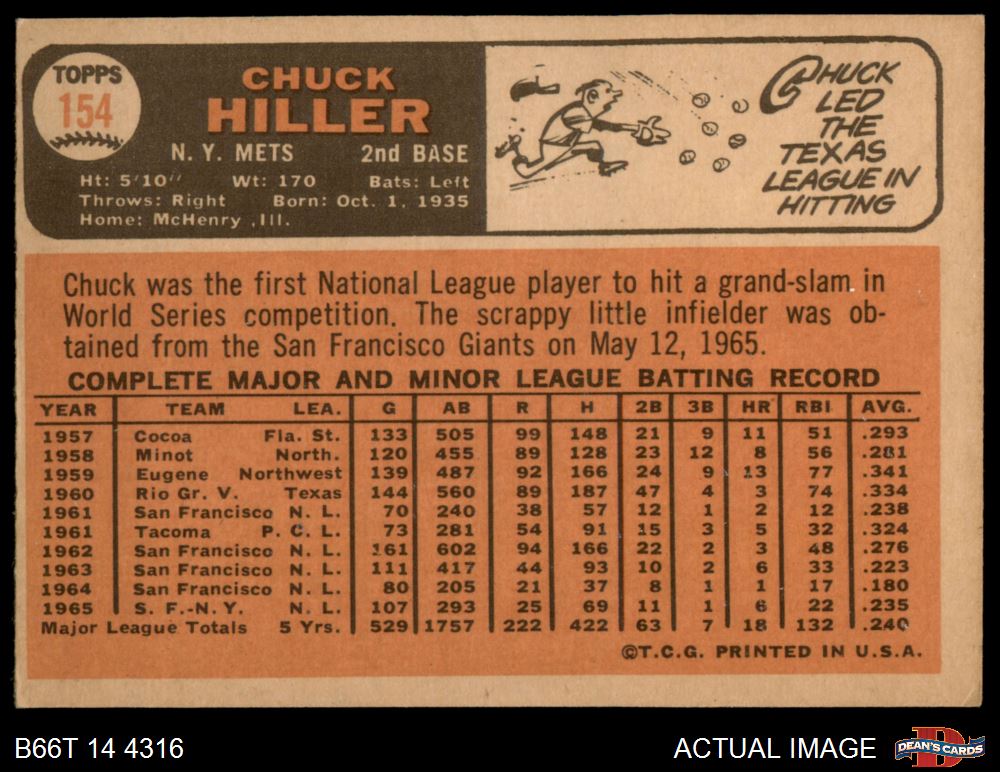 TOPPS
154
CHUCK
HILLER
N. Y. METS 2nd BASE
Ht: 5'10" Wt: 170 Bats: Left
Throws: Right Born: Oct. 1, 1935
Home: McHenry ,Ill.
CHUCK
LED
THE
TEXAS
LEAGUE IN
HITTING
Chuck was the first National League player to hit a grand-slam in
World Series competition. The scrappy little infielder was ob-
tained from the San Francisco Giants on May 12, 1965.
COMPLETE MAJOR AND MINOR LEAGUE BATTING RECORD
YEAR TEAM LEA. G AB R H 2B 3B HR RBI AVG.
1957 Cocoa Fla. St. 133 505 99 148 21 9 11 51 .293
1958 Minot North. 120 455 89 128 23 12 8 56 .281
1959 Eugene Northwest 139 487 92 166 24 9 13 77 .341
1960 Rio Gr. V. Texas 144 560 89 187 47 4 3 74 .334
1961 San Francisco N. L. 70 240 38 57 12 1 2 12 .238
1961 Tacoma P. C. L. 73 281 54 91 15 3 5 32 .324
1962 San Francisco N. L. 161 602 94 166 22 2 3 48 .276
1963 San Francisco N. L. 111 417 44 93 10 2 6 33 .223
1964 San Francisco N. L. 80 205 21 37 8 1 1 17 .180
1965 S. F.-N. Y. N. L. 107 293 25 69 11 1 6 22 .235
Major League Totals 5 Yrs. 529 1757 222 422 63 7 18 132 .240
©T.C.G. PRINTED IN U.S.A.
B66T 14 4316 ACTUAL IMAGE
DEAN'S CARDS